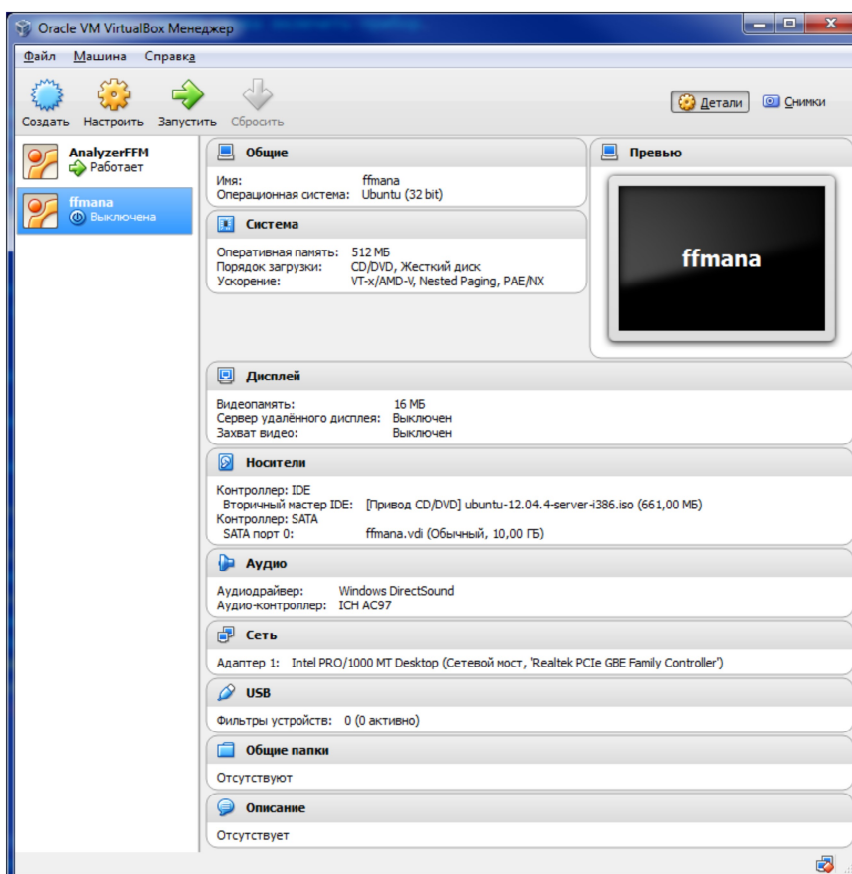 Oracle VM VirtualBox Менеджер
Файл Машина Справка
Создать Настроить Запустить Сбросить
Детали Снимки
AnalyzerFFM
Работает
ffmana
Выключена
Общие
Имя: ffmana
Операционная система: Ubuntu (32 bit)
Система
Оперативная память: 512 МБ
Порядок загрузки: CD/DVD, Жесткий диск
Ускорение: VT-x/AMD-V, Nested Paging, PAE/NX
Превью
ffmana
Дисплей
Видеопамять: 16 МБ
Сервер удалённого дисплея: Выключен
Захват видео: Выключен
Носители
Контроллер: IDE
Вторичный мастер IDE: [Привод CD/DVD] ubuntu-12.04.4-server-i386.iso (661,00 МБ)
Контроллер: SATA
SATA порт 0: ffmana.vdi (Обычный, 10,00 ГБ)
Аудио
Аудиодрайвер: Windows DirectSound
Аудио-контроллер: ICH AC97
Сеть
Адаптер 1: Intel PRO/1000 MT Desktop (Сетевой мост, 'Realtek PCIe GBE Family Controller')
USB
Фильтры устройств: 0 (0 активно)
Общие папки
Отсутствуют
Описание
Отсутствует